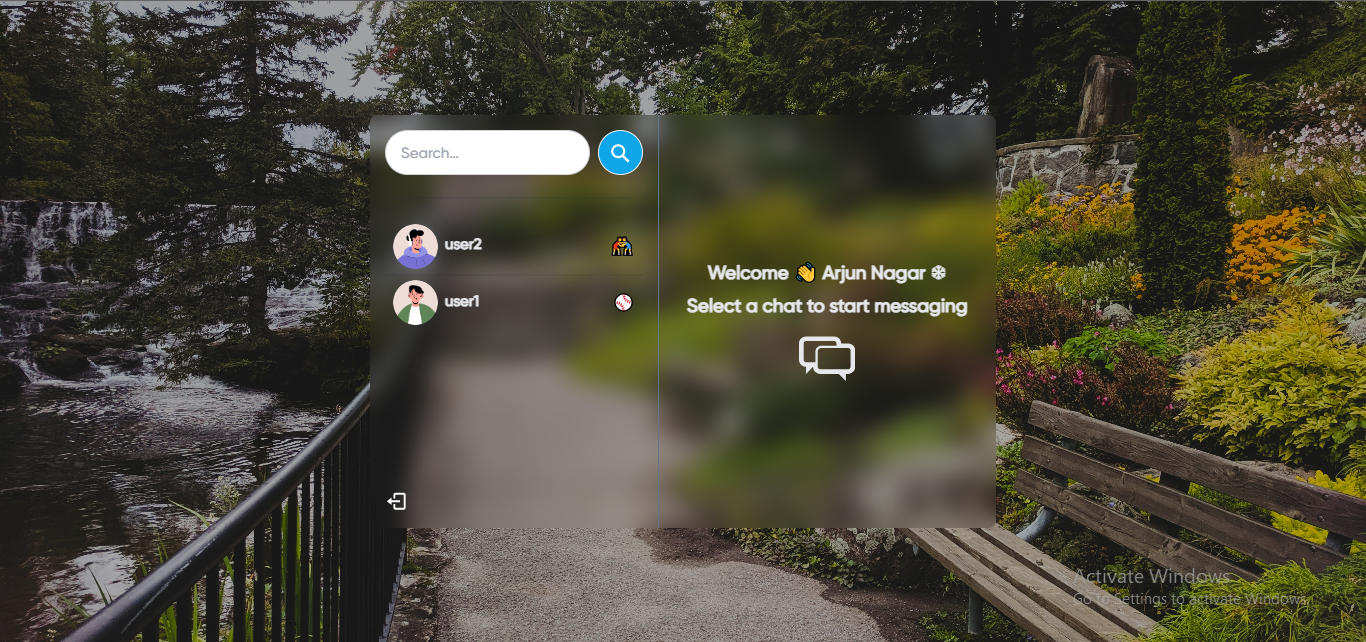 Search...
user2
user1
Welcome 👋 Arjun Nagar ❄
Select a chat to start messaging
Activate Windows
Go to Settings to activate Windows.